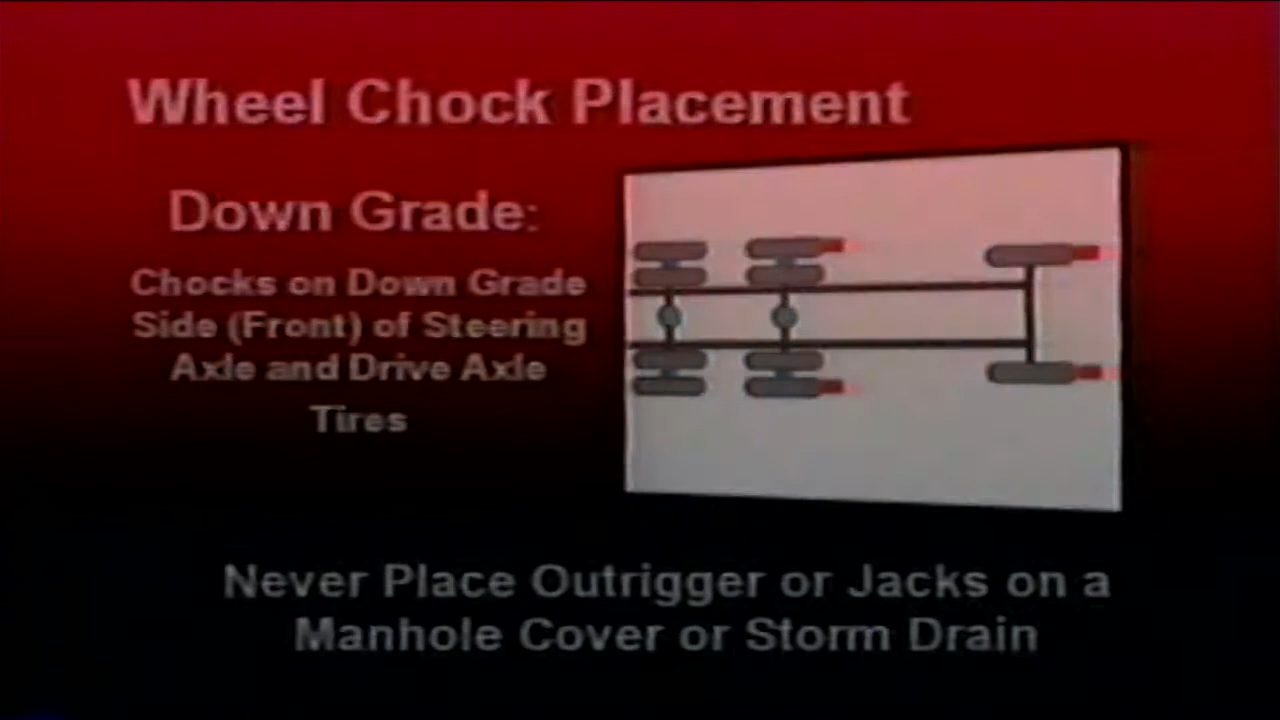 Wheel Chock Placement
Down Grade:
Chocks on Down Grade
Side (Front) of Steering
Axle and Drive Axle
Tires
Never Place Outrigger or Jacks on a
Manhole Cover or Storm Drain